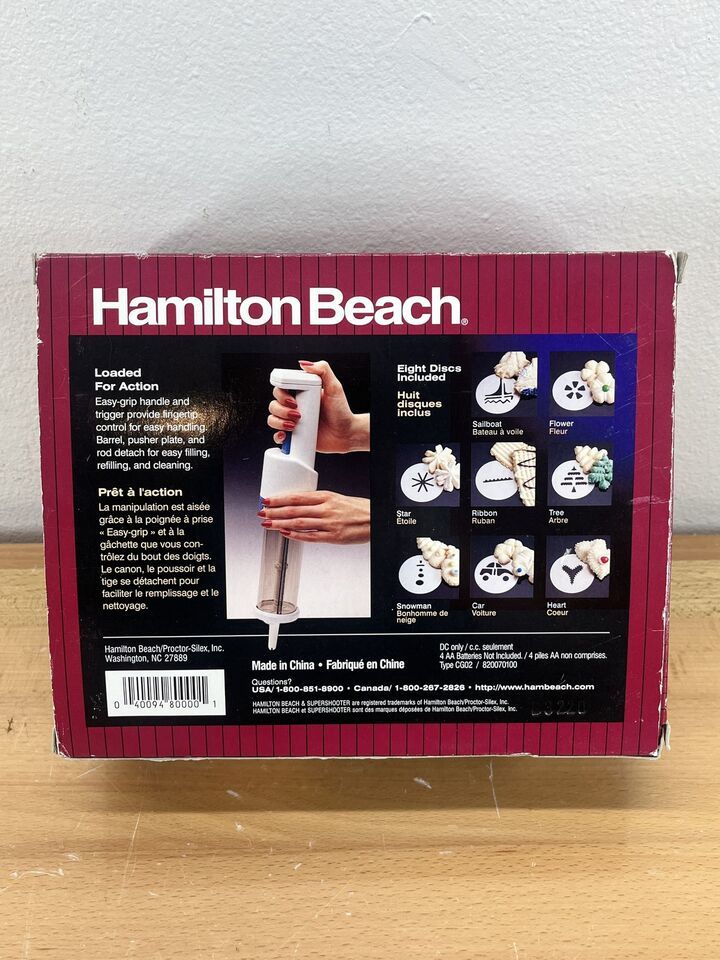 Hamilton Beach®
Loaded
For Action
Easy-grip handle and
trigger provide fingertip
control for easy handling.
Barrel, pusher plate, and
rod detach for easy filling,
refilling, and cleaning.
Prêt à l'action
La manipulation est aisée
grâce à la poignée à prise
« Easy-grip » et à la
gâchette que vous con-
trôlez du bout des doigts.
Le canon, le poussoir et la
tige se détachent pour
faciliter le remplissage et le
nettoyage.
Eight Discs
Included
Huit
disques
inclus
Sailboat
Bateau à voile
Flower
Fleur
Star
Étoile
Ribbon
Ruban
Tree
Arbre
Snowman
Bonhomme de
neige
Car
Voiture
Heart
Coeur
Hamilton Beach/Proctor-Silex, Inc.
Washington, NC 27889
Made in China • Fabriqué en Chine
DC only / c.c. seulement
4 AA Batteries Not Included. / 4 piles AA non comprises.
Type CG02 / 820070100
Questions?
USA/ 1-800-851-8900 • Canada/ 1-800-267-2826 • http://www.hambeach.com
HAMILTON BEACH & SUPERSHOOTER are registered trademarks of Hamilton Beach/Proctor-Silex, Inc.
HAMILTON BEACH et SUPERSHOOTER sont des marques déposées de Hamilton Beach/Proctor-Silex, Inc.
0 40094 80000 1